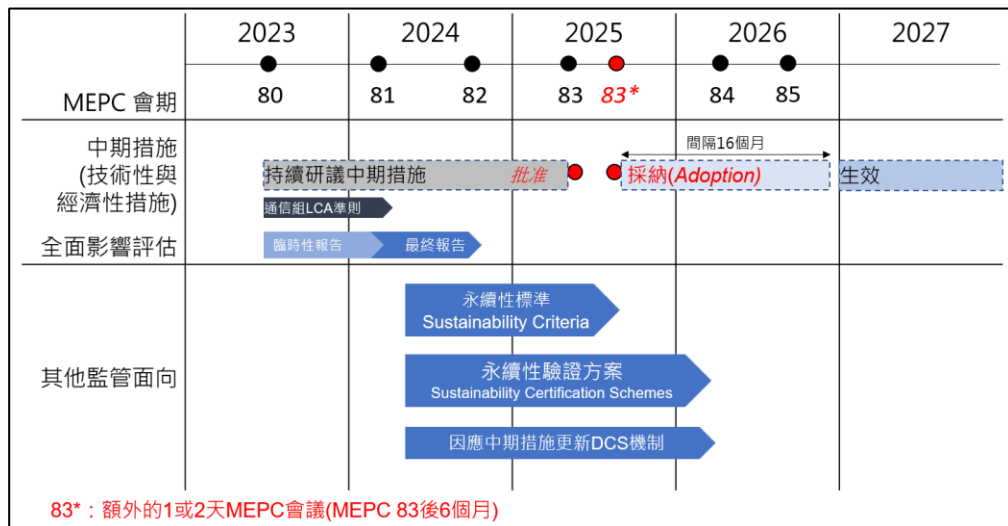 2023
2024
2025
2026
2027
MEPC 會期
80
81
82
83
83*
84
85
中期措施
(技術性與
經濟性措施)
間隔16個月
持續研議中期措施
批准
採納(Adoption)
生效
通信組LCA準則
全面影響評估
臨時性報告
最終報告
永續性標準
Sustainability Criteria
其他監管面向
永續性驗證方案
Sustainability Certification Schemes
因應中期措施更新DCS機制
83*：額外的1或2天MEPC會議(MEPC 83後6個月)